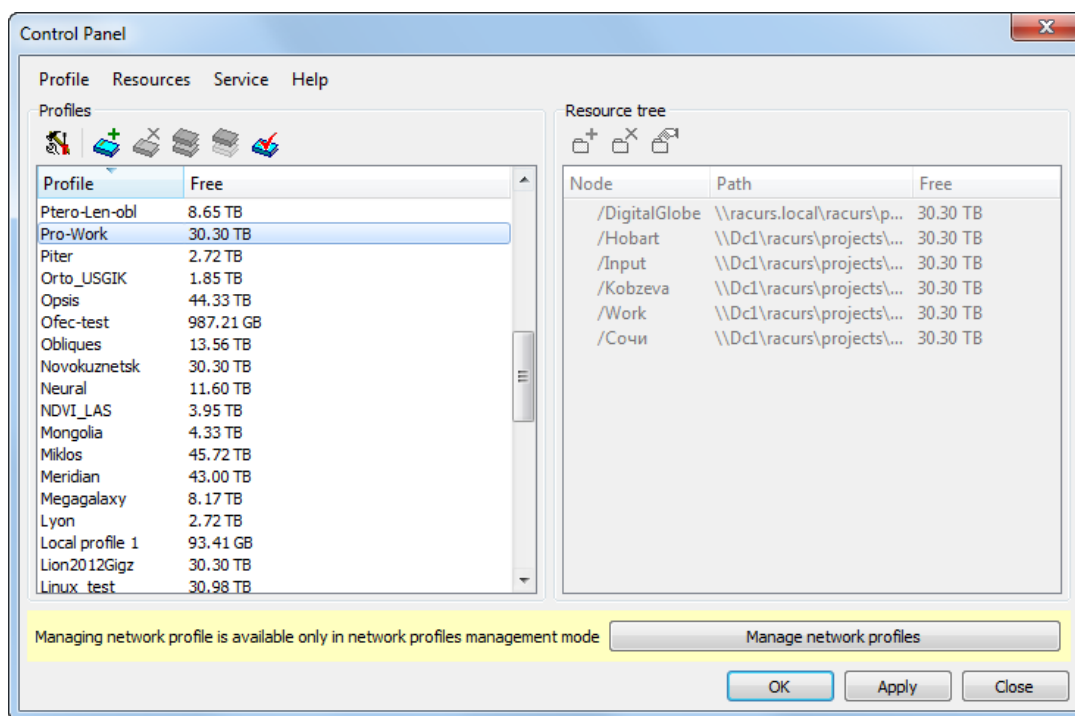 Control Panel
Profile Resources Service Help
Profiles
Profile Free
Ptero-Len-obl 8.65 TB
Pro-Work 30.30 TB
Piter 2.72 TB
Orto_USGIK 1.85 TB
Opsis 44.33 TB
Ofec-test 987.21 GB
Obliques 13.56 TB
Novokuznetsk 30.30 TB
Neural 11.60 TB
NDVI_LAS 3.95 TB
Mongolia 4.33 TB
Miklos 45.72 TB
Meridian 43.00 TB
Megagalaxy 8.17 TB
Lyon 2.72 TB
Local profile 1 93.41 GB
Lion2012Gigz 30.30 TB
Linux_test 30.98 TB
Resource tree
Node Path Free
/DigitalGlobe \\racurs.local\racurs\p... 30.30 TB
/Hobart \\Dc1\racurs\projects\... 30.30 TB
/Input \\Dc1\racurs\projects\... 30.30 TB
/Kobzeva \\Dc1\racurs\projects\... 30.30 TB
/Work \\Dc1\racurs\projects\... 30.30 TB
/Сочи \\Dc1\racurs\projects\... 30.30 TB
Managing network profile is available only in network profiles management mode Manage network profiles
OK Apply Close